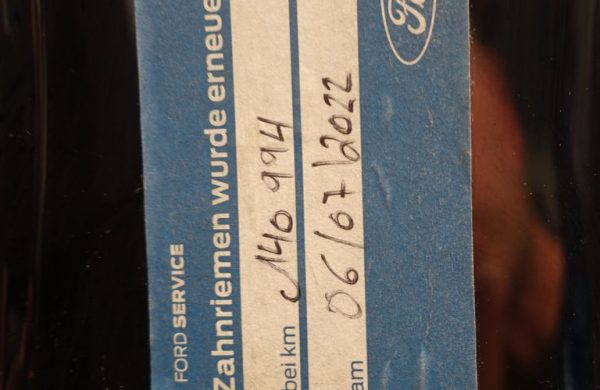 FORD SERVICE
Zahnriemen wurde erneue
bei km 140 994
am 06/07/2022